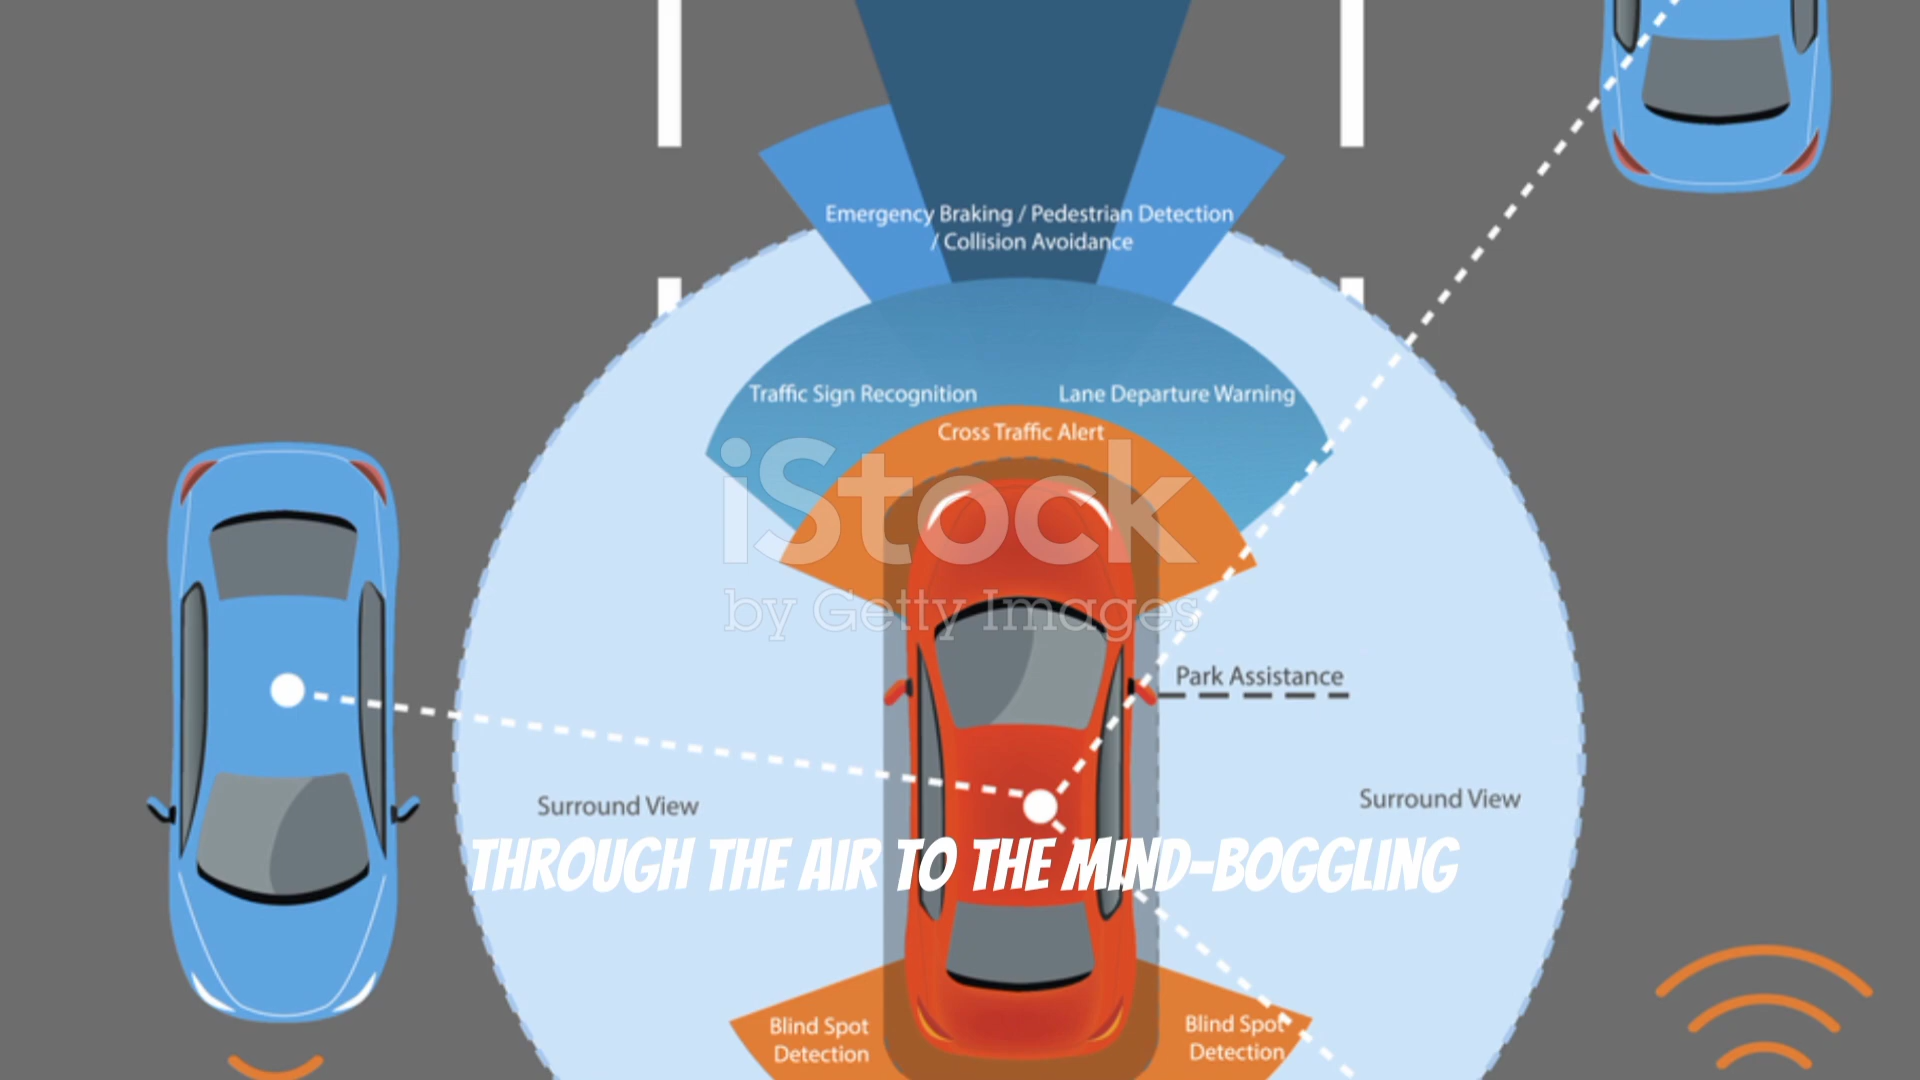 Emergency Braking / Pedestrian Detection
/ Collision Avoidance
Traffic Sign Recognition
Lane Departure Warning
Cross Traffic Alert
iStock
by Getty Images
Park Assistance
Surround View
Surround View
THROUGH THE AIR TO THE MIND-BOGGLING
Blind Spot
Detection
Blind Spot
Detection